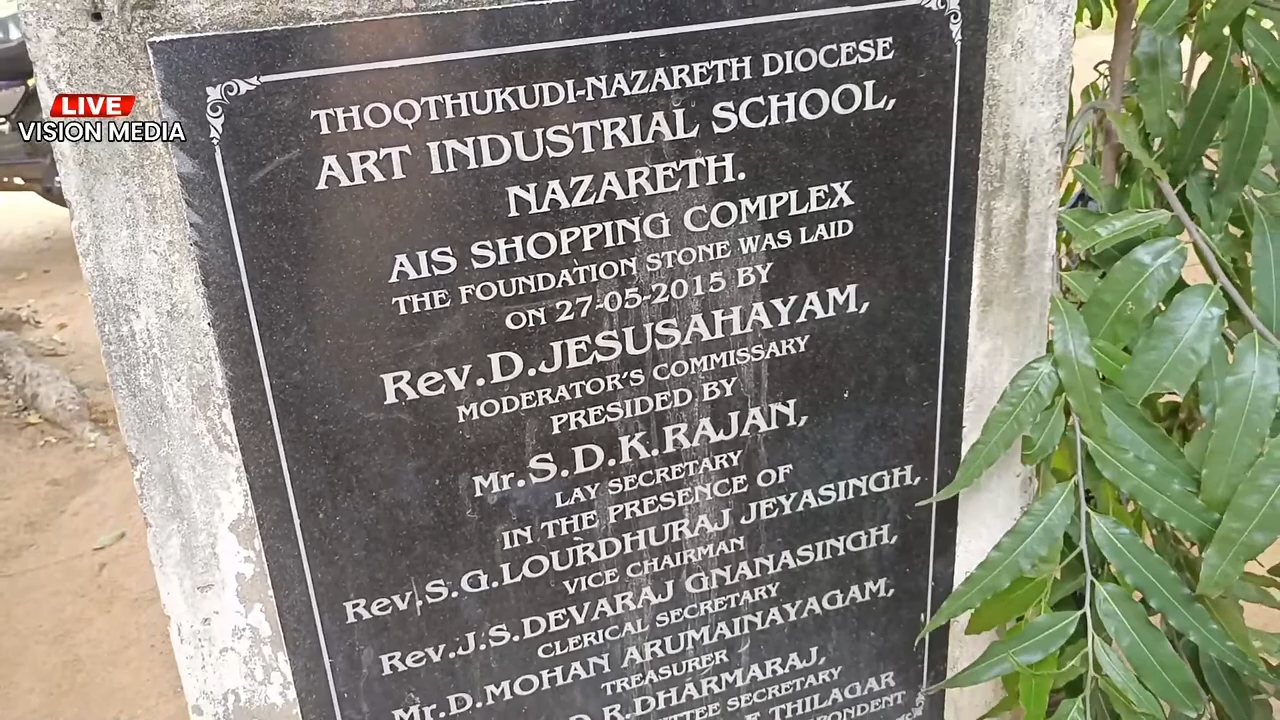 LIVE
VISION MEDIA
THOOTHUKUDI-NAZARETH DIOCESE
ART INDUSTRIAL SCHOOL,
NAZARETH.
AIS SHOPPING COMPLEX
THE FOUNDATION STONE WAS LAID
ON 27-05-2015 BY
Rev.D.JESUSAHAYAM,
MODERATOR'S COMMISSARY
PRESIDED BY
Mr.S.D.K.RAJAN,
LAY SECRETARY
IN THE PRESENCE OF
Rev.S.G.LOURDHURAJ JEYASINGH,
VICE CHAIRMAN
Rev.J.S.DEVARAJ GNANASINGH,
CLERICAL SECRETARY
Mr.D.MOHAN ARUMAINAYAGAM,
TREASURER
D.R.DHARMARAJ,
SECRETARY
THILAGAR